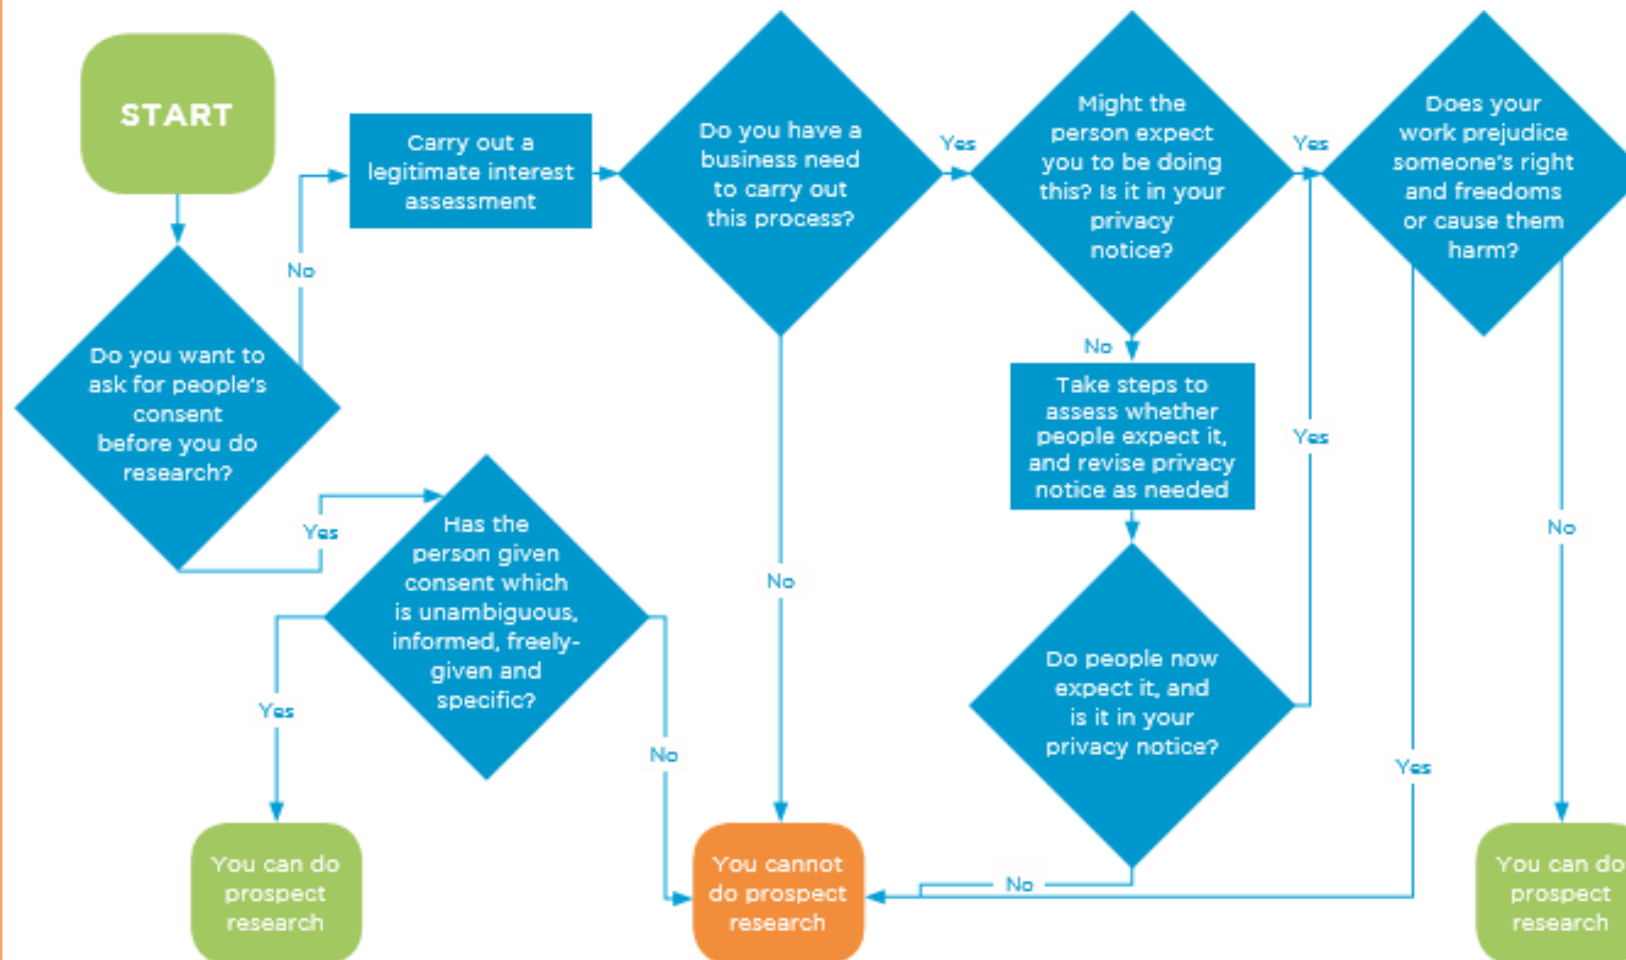 START
Do you want to
ask for people's
consent
before you do
research?
No
Yes
Carry out a
legitimate interest
assessment
Do you have a
business need
to carry out
this process?
Yes
No
Might the
person expect
you to be doing
this? Is it in your
privacy
notice?
Yes
No
Does your
work prejudice
someone's right
and freedoms
or cause them
harm?
Yes
No
Take steps to
assess whether
people expect it,
and revise privacy
notice as needed
Do people now
expect it, and
is it in your
privacy notice?
Yes
No
Has the
person given
consent which
is unambiguous,
informed, freely-
given and
specific?
Yes
No
You can do
prospect
research
You cannot
do prospect
research
You can do
prospect
research